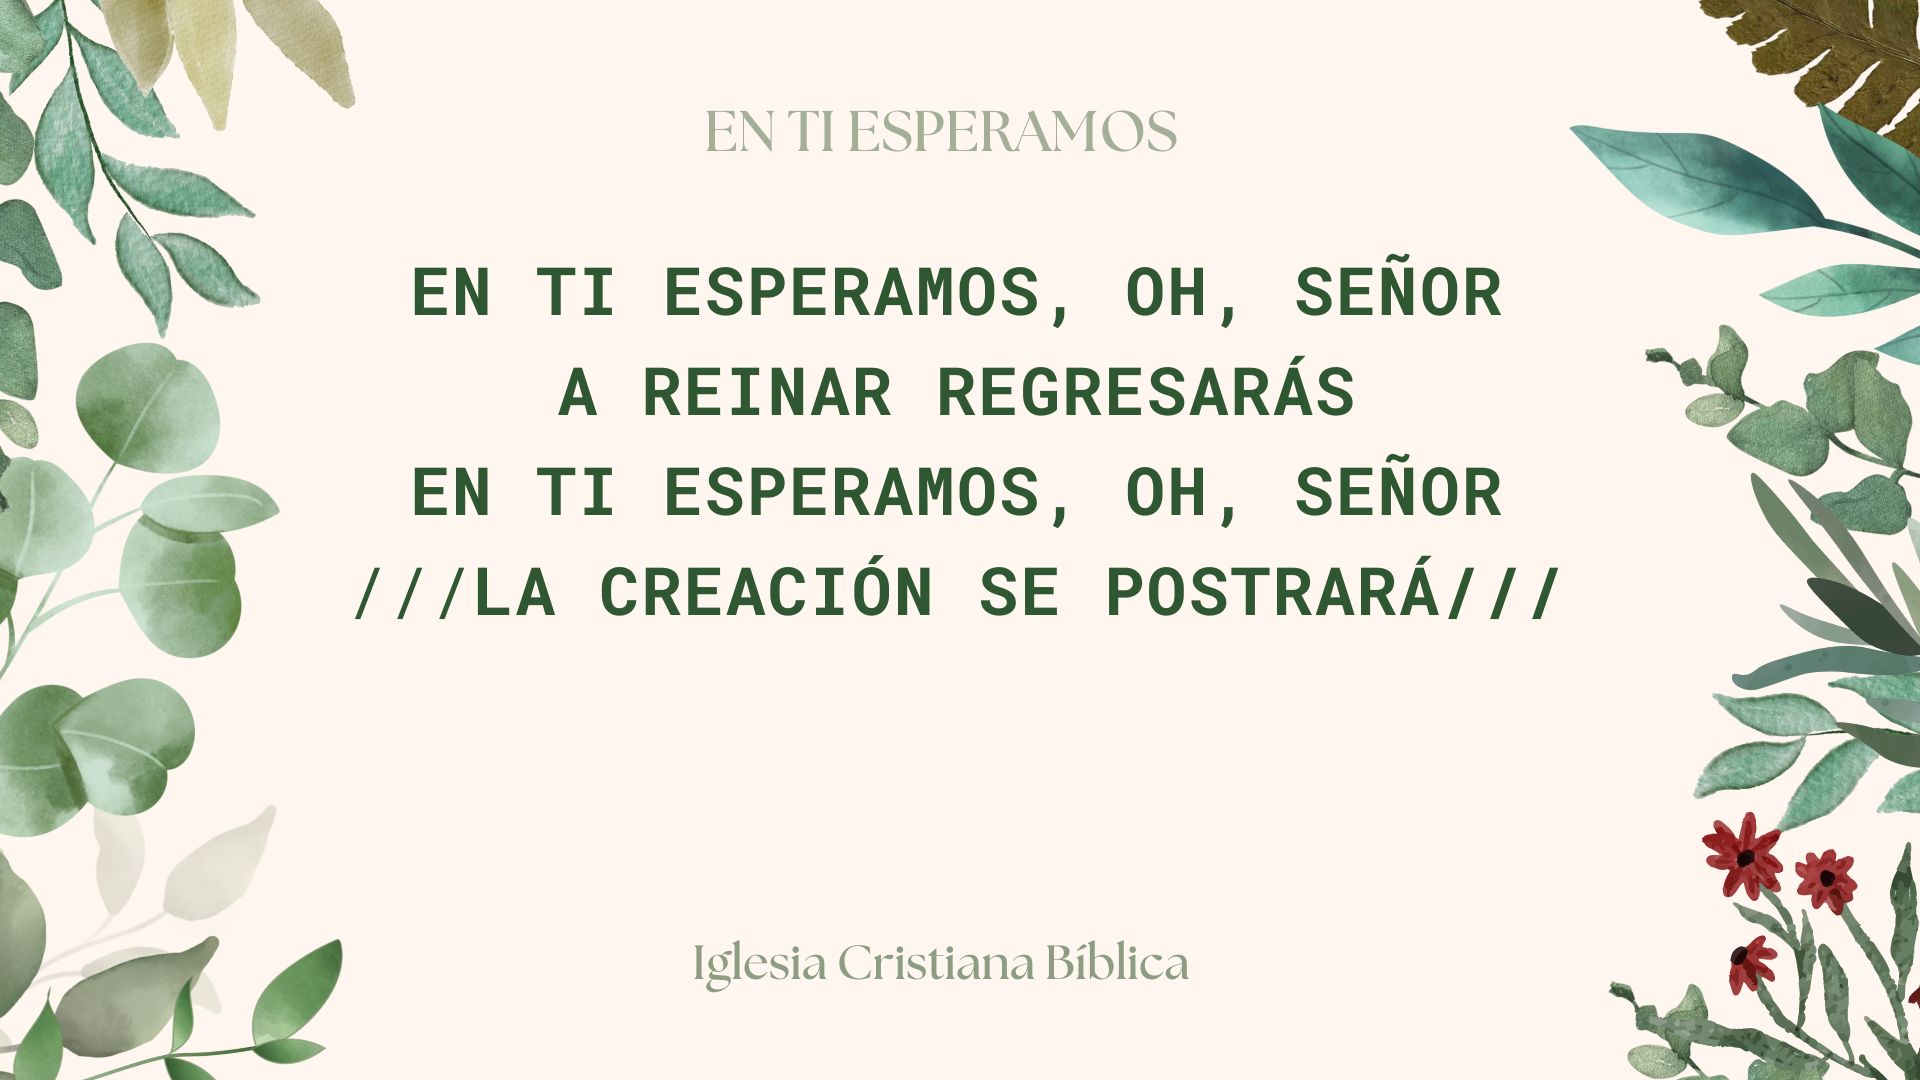 EN TI ESPERAMOS
EN TI ESPERAMOS, OH, SEÑOR
A REINAR REGRESARÁS
EN TI ESPERAMOS, OH, SEÑOR
///LA CREACIÓN SE POSTRARÁ///
Iglesia Cristiana Bíblica